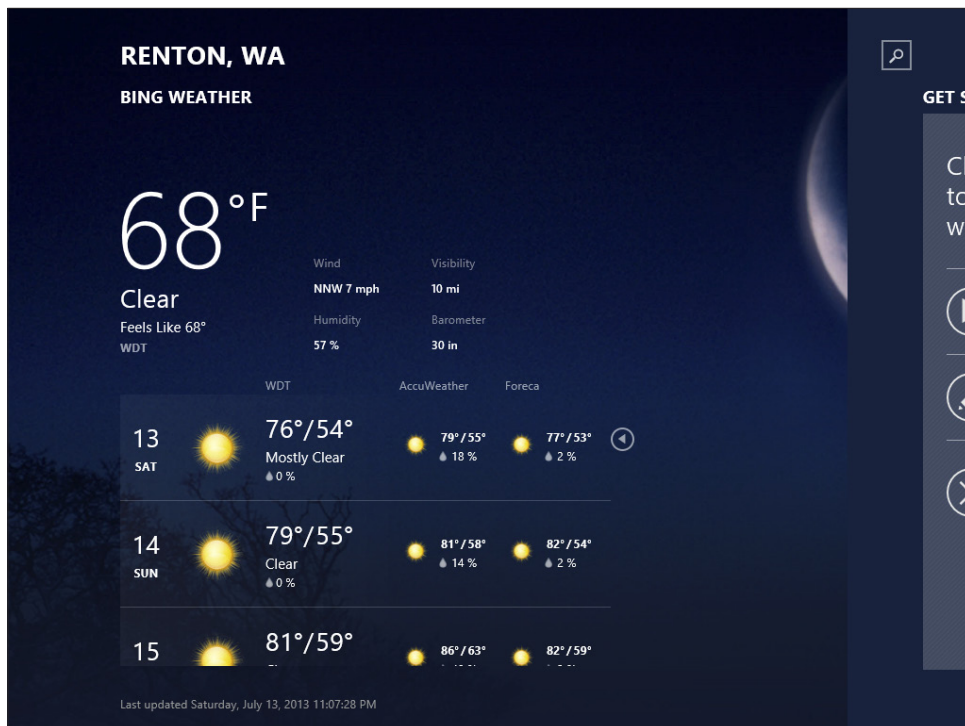 RENTON, WA
BING WEATHER
GET
68°F
Clear
Feels Like 68°
WDT
Wind
NNW 7 mph
Visibility
10 mi
Humidity
57 %
Barometer
30 in
WDT AccuWeather Foreca
13
SAT
76°/54°
Mostly Clear
0 %
79°/55°
18 %
77°/53°
2 %
14
SUN
79°/55°
Clear
0 %
81°/58°
14 %
82°/54°
2 %
15
81°/59°
86°/63°
82°/59°
Last updated Saturday, July 13, 2013 11:07:28 PM